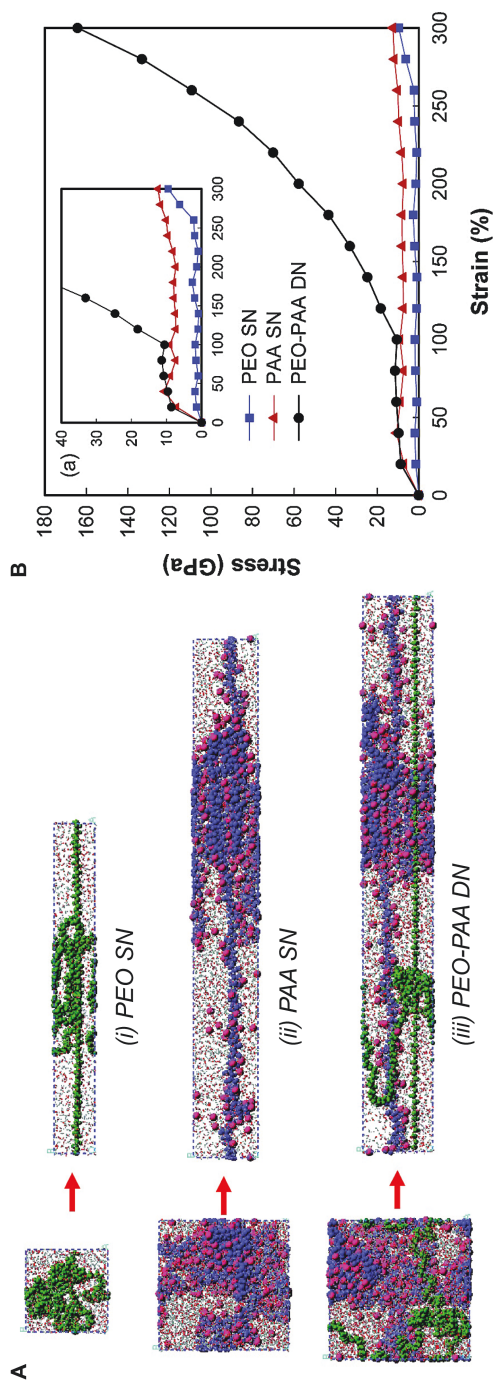 A
(i) PEO SN
(ii) PAA SN
(iii) PEO-PAA DN
B
Stress (GPa)
180
160
140
120
100
80
60
40
20
0
0 50 100 150 200 250 300
Strain (%)
(a)
40
30
20
10
0
0 50 100 150 200 250 300
PEO SN
PAA SN
PEO-PAA DN